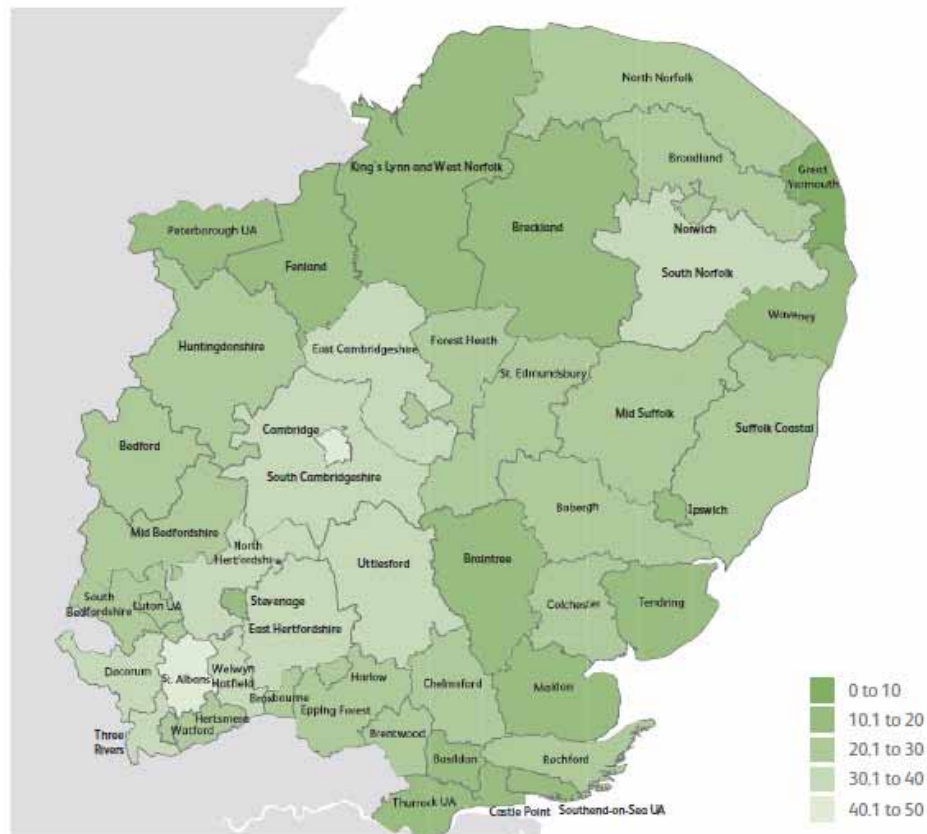 North Norfolk
King's Lynn and West Norfolk
Broadland
Great
Yarmouth
Breckland
Norwich
South Norfolk
Peterborough UA
Fenland
Waveney
Huntingdonshire
East Cambridgeshire
Forest Heath
St. Edmundsbury
Mid Suffolk
Suffolk Coastal
Cambridge
Bedford
South Cambridgeshire
Babergh
Ipswich
Mid Bedfordshire
North
Hertfordshire
Uttlesford
Braintree
South
Bedfordshire
Luton UA
Stevenage
Colchester
Tendring
East Hertfordshire
Dacorum
St. Albans
Welwyn
Hatfield
Harlow
Chelmsford
Maldon
Broxbourne
Epping Forest
Hertsmere
Watford
Three
Rivers
Brentwood
Basildon
Rochford
Thurrock UA
Castle Point
Southend-on-Sea UA
0 to 10
10.1 to 20
20.1 to 30
30.1 to 40
40.1 to 50